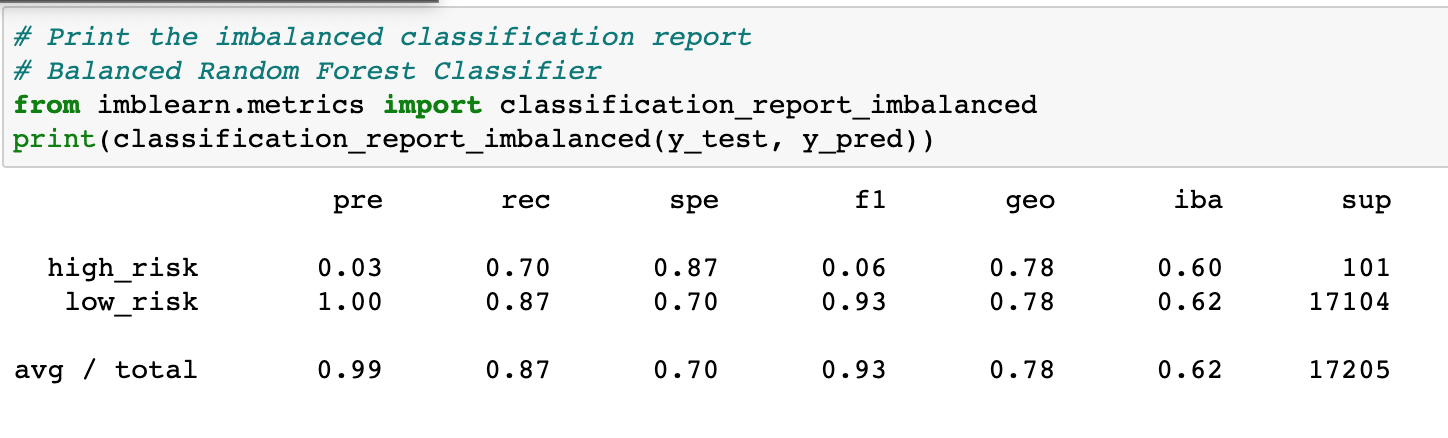 # Print the imbalanced classification report
# Balanced Random Forest Classifier
from imblearn.metrics import classification_report_imbalanced
print(classification_report_imbalanced(y_test, y_pred))
pre rec spe f1 geo iba sup
high_risk 0.03 0.70 0.87 0.06 0.78 0.60 101
low_risk 1.00 0.87 0.70 0.93 0.78 0.62 17104
avg / total 0.99 0.87 0.70 0.93 0.78 0.62 17205